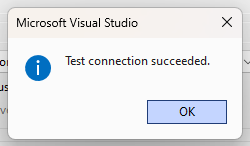 Microsoft Visual Studio
Test connection succeeded.
OK